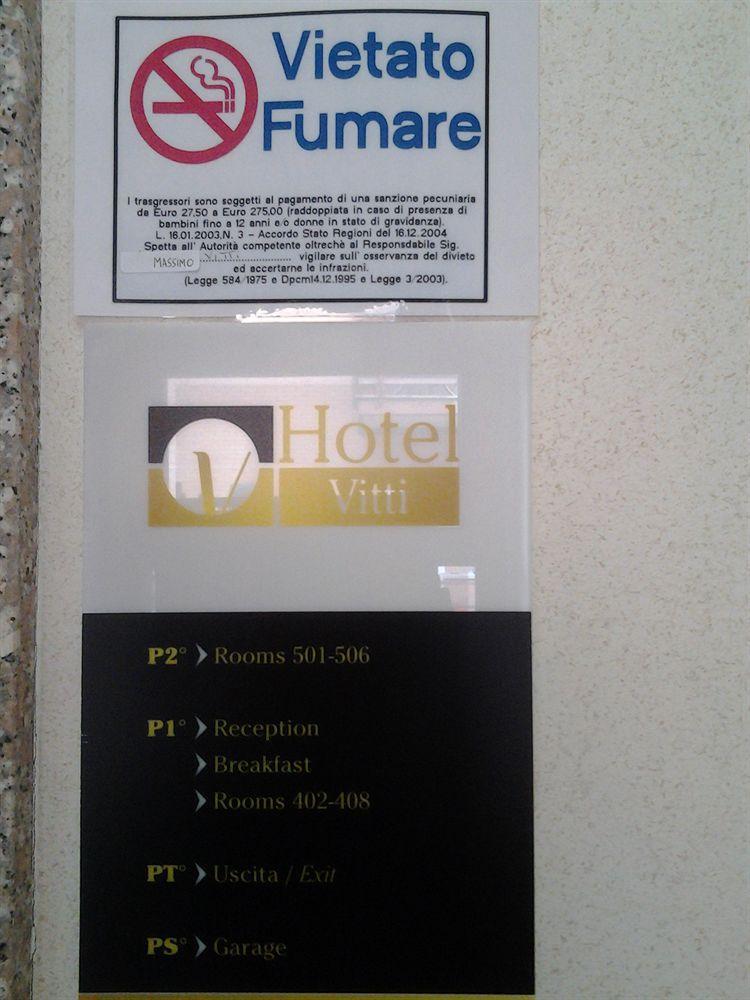 Vietato
Fumare
I trasgressori sono soggetti al pagamento di una sanzione pecuniaria
da Euro 27,50 a Euro 275,00 (raddoppiata in caso di presenza di
bambini fino a 12 anni e/o donne in stato di gravidanza).
L. 16.01.2003,N. 3 - Accordo Stato Regioni del 16.12.2004
Spetta all' Autorità competente oltrechè al Responsdabile Sig.
MASSIMO VITTI vigilare sull' osservanza del divieto
ed accertarne le infrazioni.
(Legge 584/1975 e Dpcm14.12.1995 e Legge 3/2003).
V
Hotel
Vitti
P2° Rooms 501-506
P1° Reception
Breakfast
Rooms 402-408
PT° Uscita / Exit
PS° Garage